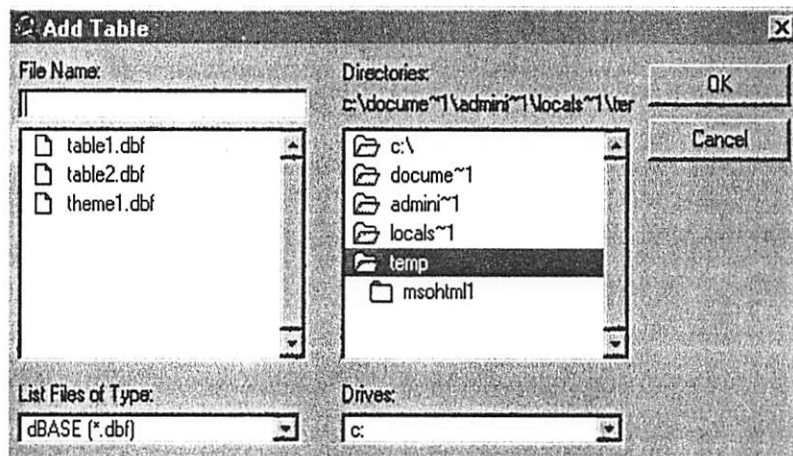 Add Table
File Name:
Directories:
OK
c:\docume~1\admini~1\locals~1\ter
Cancel
table1.dbf
table2.dbf
theme1.dbf
c:\
docume~1
admini~1
locals~1
temp
msohtml1
List Files of Type:
dBASE (*.dbf)
Drives:
c: